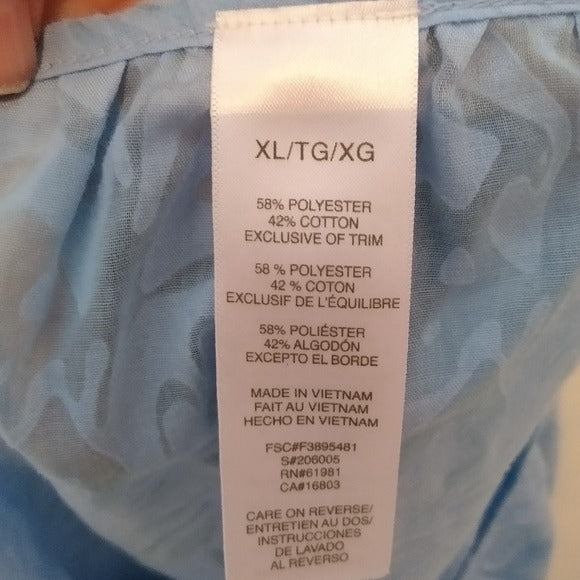 XL/TG/XG
58% POLYESTER
42% COTTON
EXCLUSIVE OF TRIM
58 % POLYESTER
42 % COTON
EXCLUSIF DE L'ÉQUILIBRE
58% POLIÉSTER
42% ALGODÓN
EXCEPTO EL BORDE
MADE IN VIETNAM
FAIT AU VIETNAM
HECHO EN VIETNAM
FSC#F3895481
S#206005
RN#61981
CA#16803
CARE ON REVERSE/
ENTRETIEN AU DOS/
INSTRUCCIONES
DE LAVADO
AL REVERSO